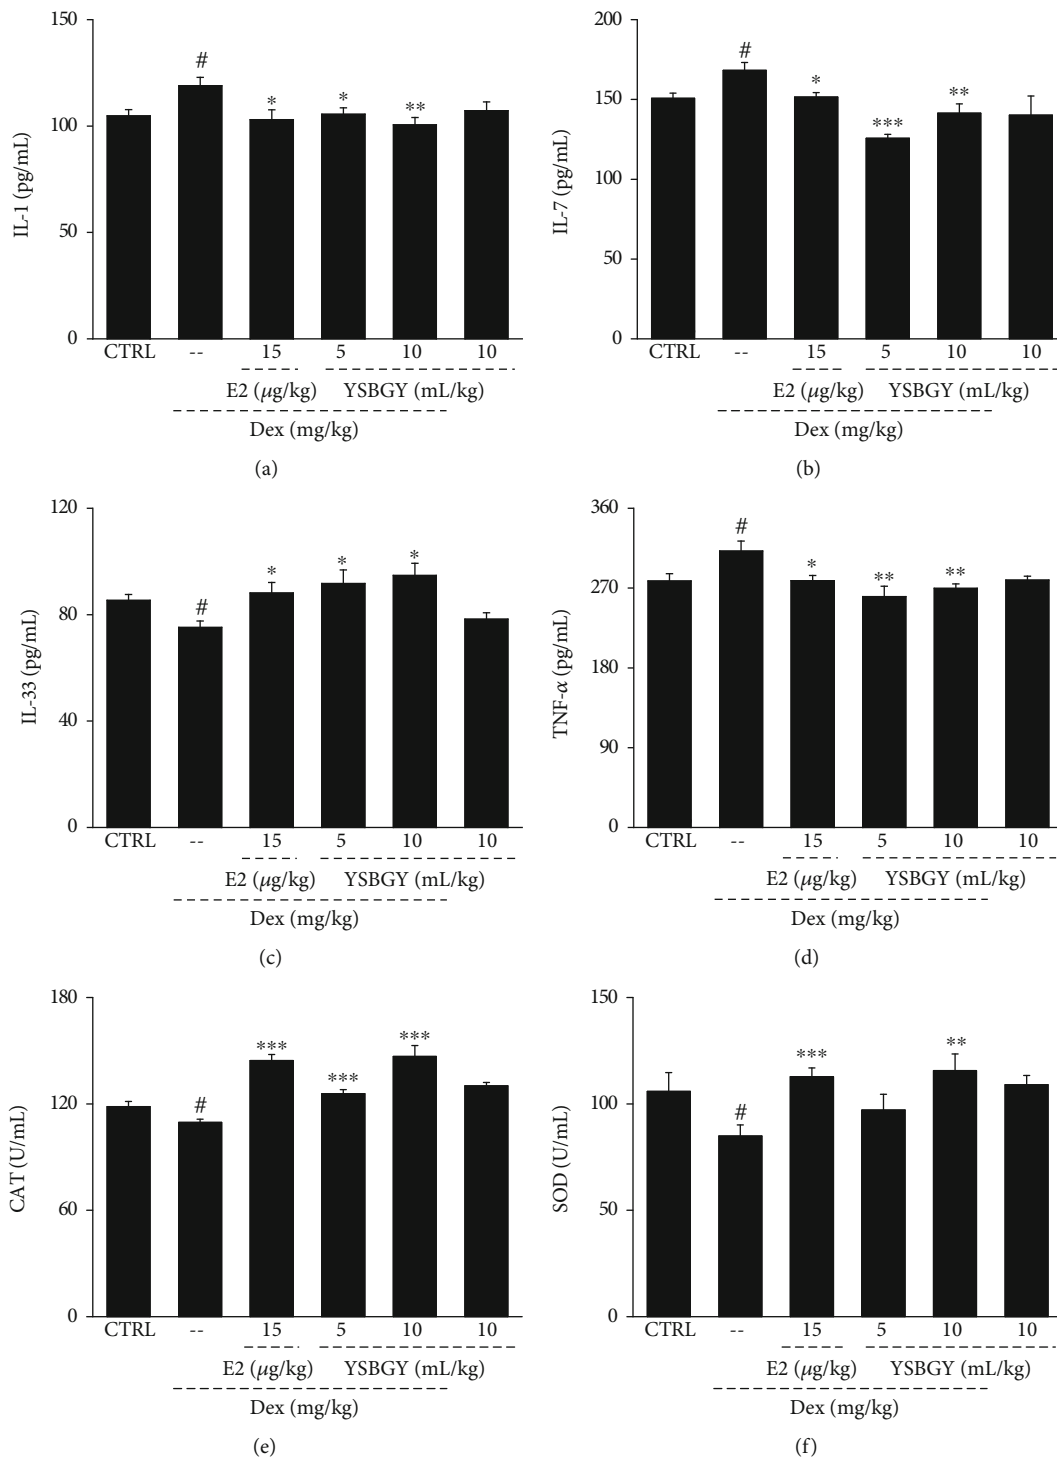 150
#
*
*
**
100
IL-1 (pg/mL)
50
0
CTRL -- 15 5 10 10
E2 (μg/kg) YSBGY (mL/kg)
Dex (mg/kg)
(a)
200
#
*
***
**
150
IL-7 (pg/mL)
100
50
0
CTRL -- 15 5 10 10
E2 (μg/kg) YSBGY (mL/kg)
Dex (mg/kg)
(b)
120
#
*
*
*
80
IL-33 (pg/mL)
40
0
CTRL -- 15 5 10 10
E2 (μg/kg) YSBGY (mL/kg)
Dex (mg/kg)
(c)
360
#
*
**
**
270
TNF-α (pg/mL)
180
90
0
CTRL -- 15 5 10 10
E2 (μg/kg) YSBGY (mL/kg)
Dex (mg/kg)
(d)
180
#
***
***
***
120
CAT (U/mL)
60
0
CTRL -- 15 5 10 10
E2 (μg/kg) YSBGY (mL/kg)
Dex (mg/kg)
(e)
150
#
***
**
100
SOD (U/mL)
50
0
CTRL -- 15 5 10 10
E2 (μg/kg) YSBGY (mL/kg)
Dex (mg/kg)
(f)